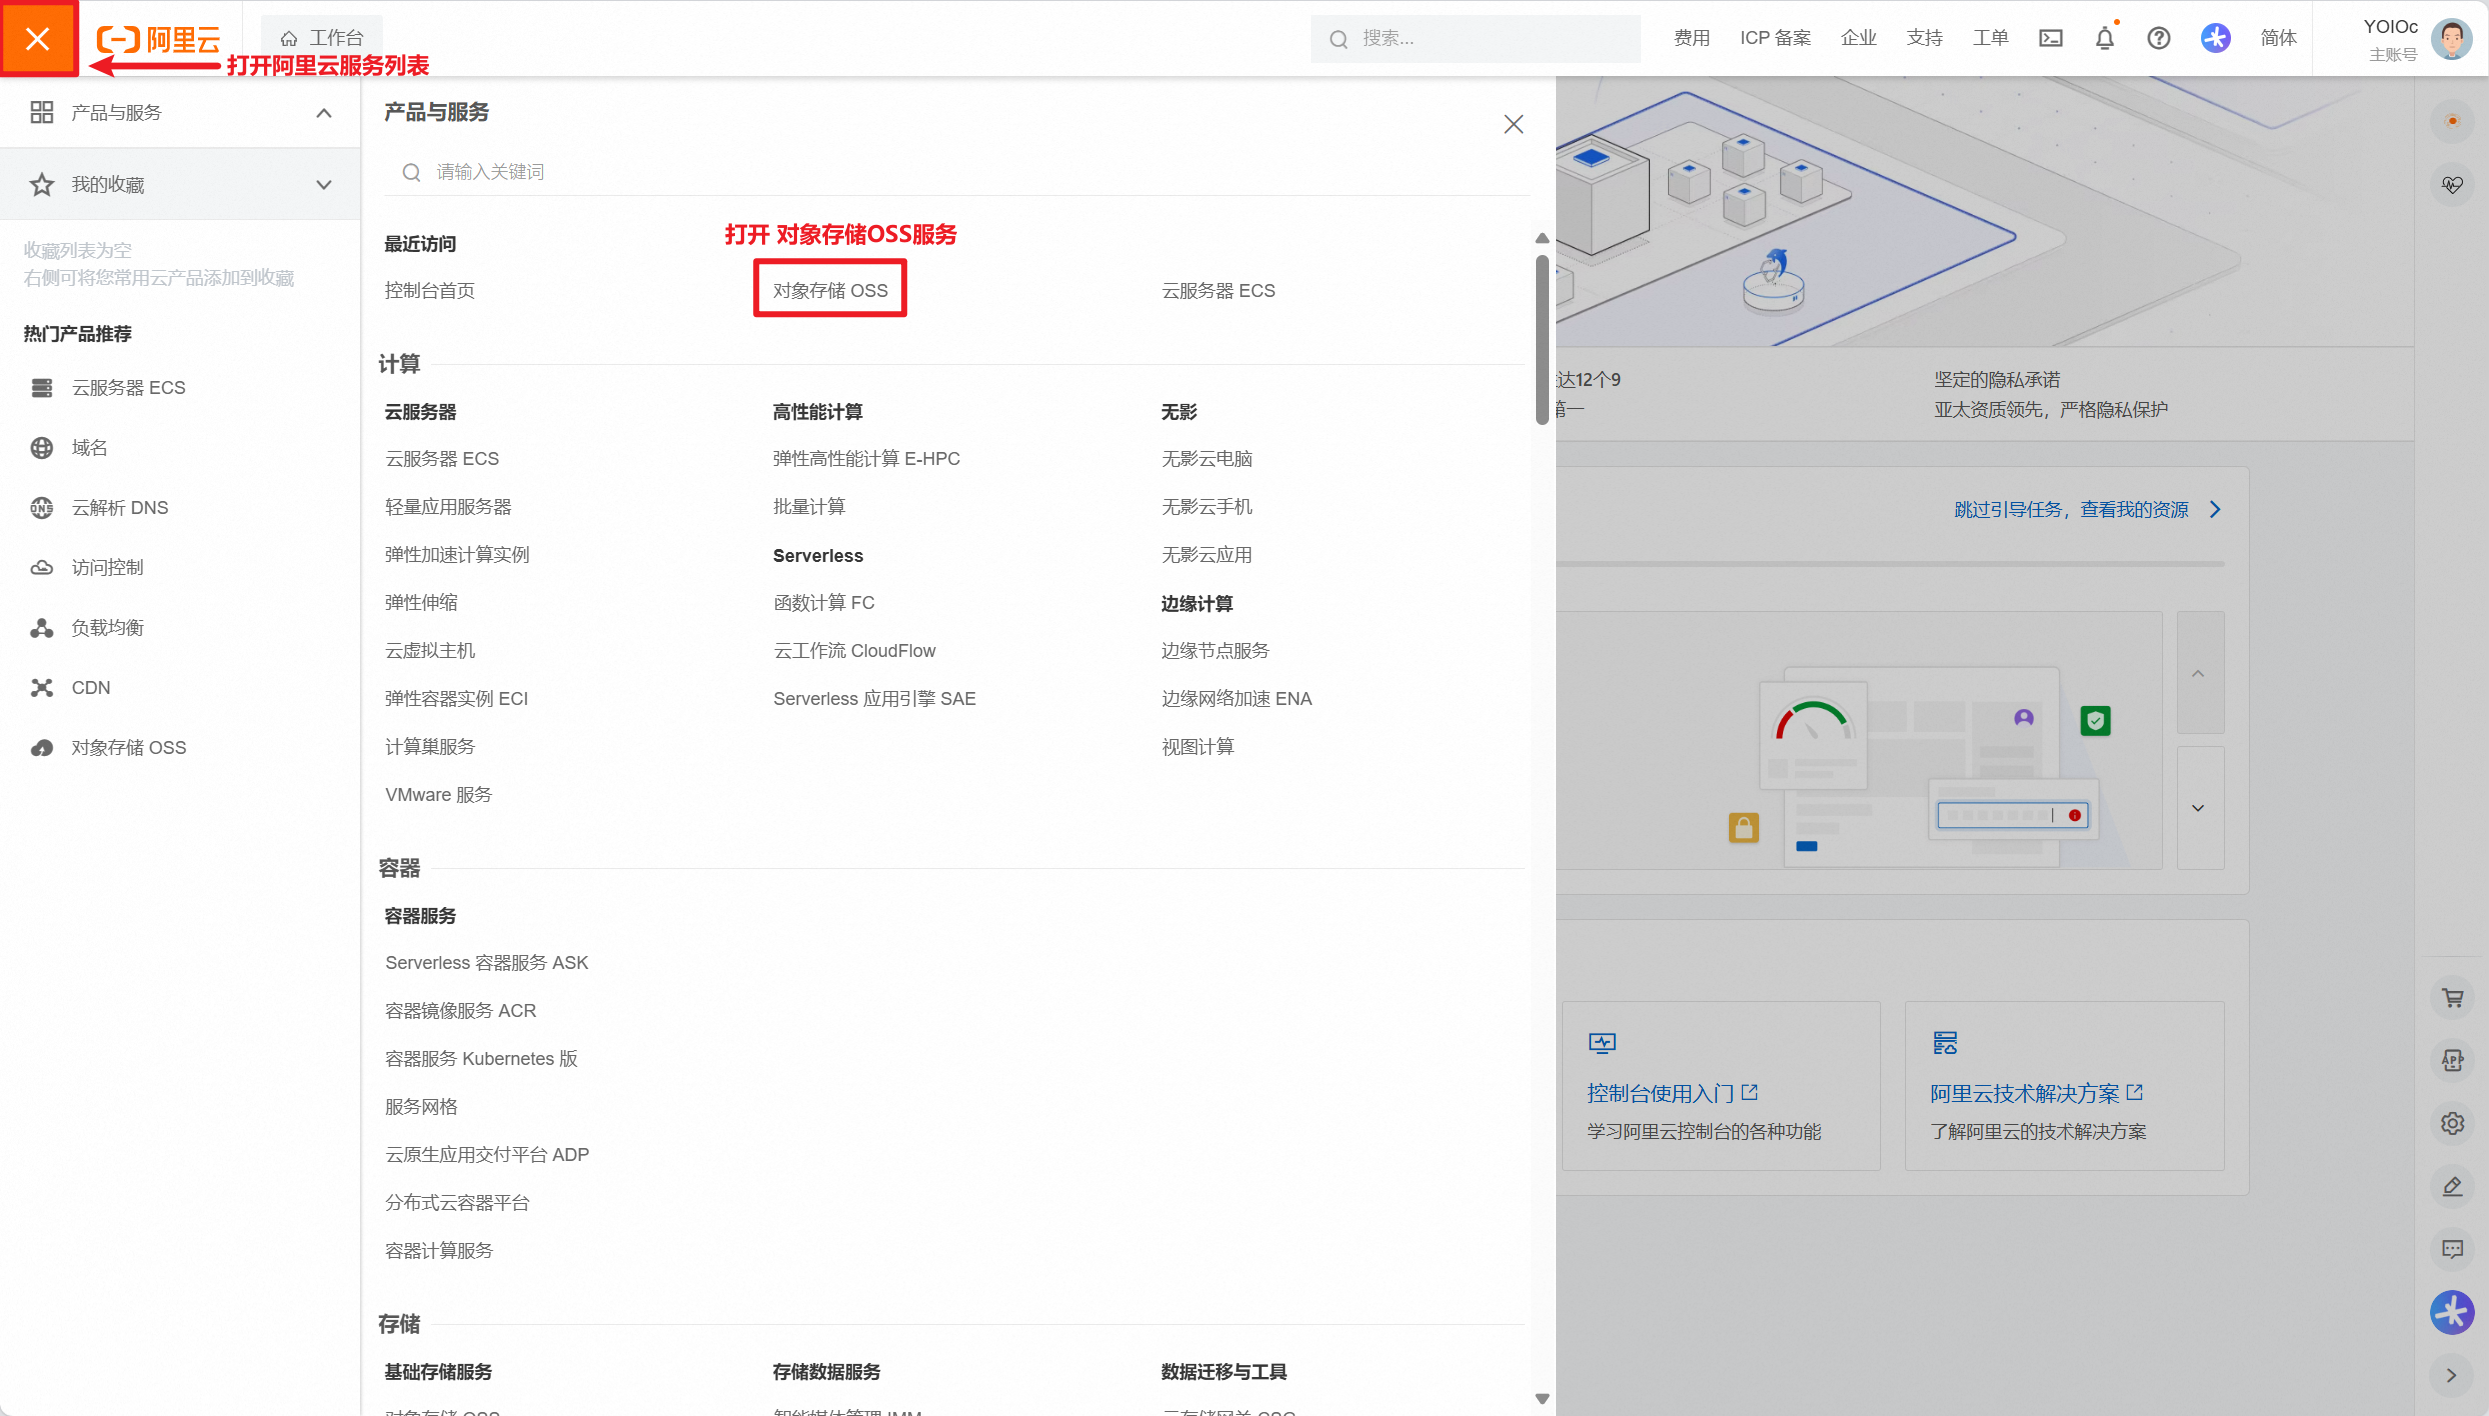 阿里云
工作台
打开阿里云服务列表
搜索...
费用
ICP 备案
企业
支持
工单
简体
YOIOc
主账号
产品与服务
我的收藏
收藏列表为空
右侧可将您常用云产品添加到收藏
热门产品推荐
云服务器 ECS
域名
云解析 DNS
访问控制
负载均衡
CDN
对象存储 OSS
产品与服务
请输入关键词
最近访问
打开 对象存储OSS服务
控制台首页
对象存储 OSS
云服务器 ECS
计算
云服务器
云服务器 ECS
轻量应用服务器
弹性加速计算实例
弹性伸缩
云虚拟主机
弹性容器实例 ECI
计算巢服务
VMware 服务
高性能计算
弹性高性能计算 E-HPC
批量计算
Serverless
函数计算 FC
云工作流 CloudFlow
Serverless 应用引擎 SAE
无影
无影云电脑
无影云手机
无影云应用
边缘计算
边缘节点服务
边缘网络加速 ENA
视图计算
容器
容器服务
Serverless 容器服务 ASK
容器镜像服务 ACR
容器服务 Kubernetes 版
服务网格
云原生应用交付平台 ADP
分布式云容器平台
容器计算服务
存储
基础存储服务
对象存储 OSS
存储数据服务
智能媒体管理 IMM
数据迁移与工具
云存储网关 CSG
达12个9
第一
坚定的隐私承诺
亚太资质领先，严格隐私保护
跳过引导任务，查看我的资源
控制台使用入门
学习阿里云控制台的各种功能
阿里云技术解决方案
了解阿里云的技术解决方案
APP